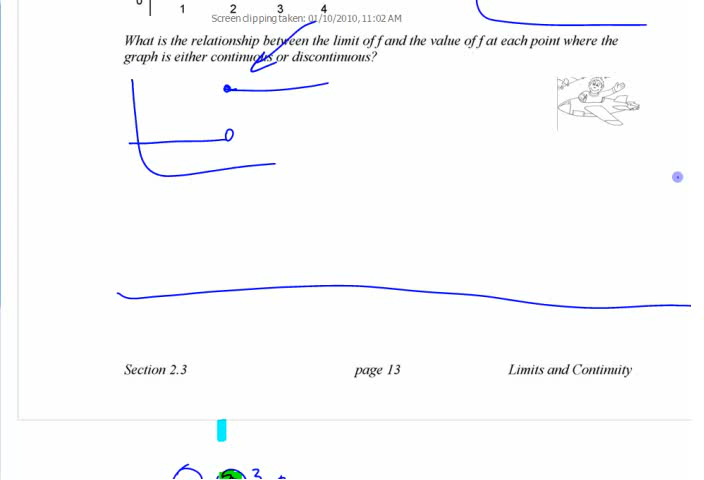 0
1 2 3 4
Screen clipping taken: 01/10/2010, 11:02 AM
What is the relationship between the limit of f and the value of f at each point where the
graph is either continuous or discontinuous?
Section 2.3 page 13 Limits and Continuity